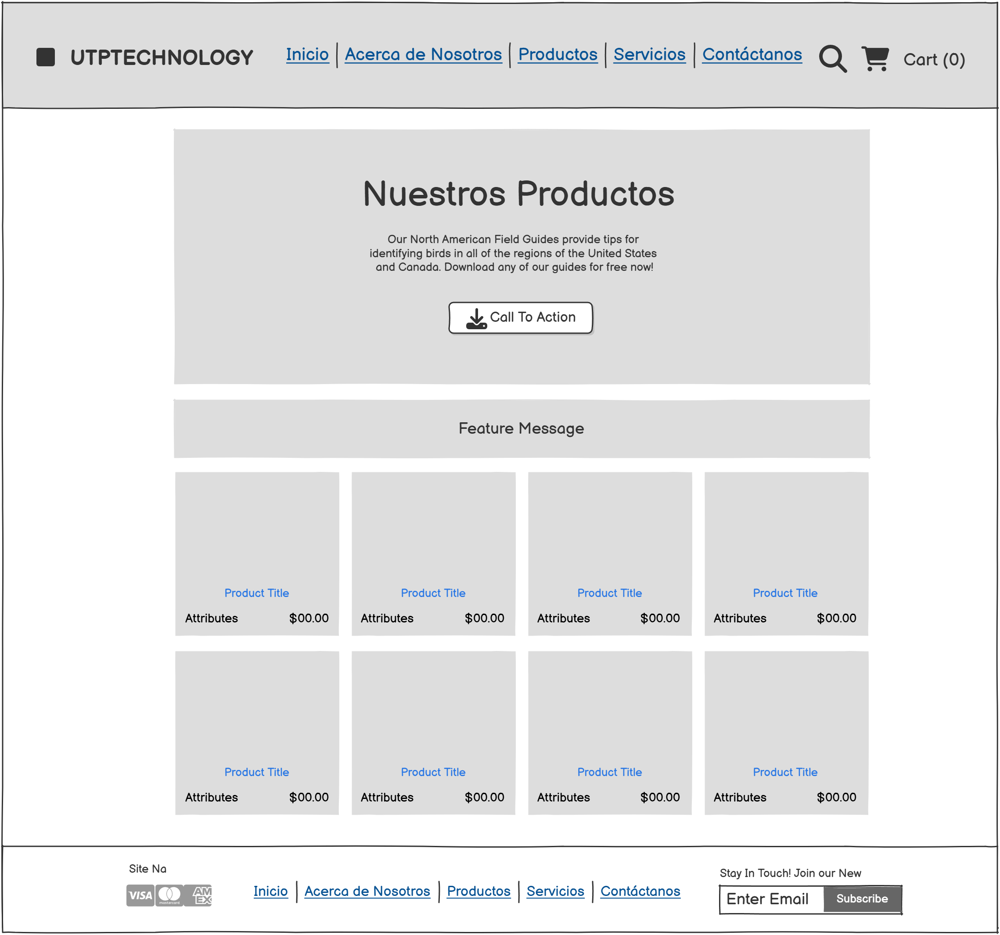 UTPTECHNOLOGY
Inicio Acerca de Nosotros Productos Servicios Contáctanos
Cart (0)
Nuestros Productos
Our North American Field Guides provide tips for
identifying birds in all of the regions of the United States
and Canada. Download any of our guides for free now!
Call To Action
Feature Message
Product Title
Attributes $00.00
Product Title
Attributes $00.00
Product Title
Attributes $00.00
Product Title
Attributes $00.00
Product Title
Attributes $00.00
Product Title
Attributes $00.00
Product Title
Attributes $00.00
Product Title
Attributes $00.00
Site Na
VISA
mastercard
AM
EX
Inicio Acerca de Nosotros Productos Servicios Contáctanos
Stay In Touch! Join our New
Enter Email
Subscribe